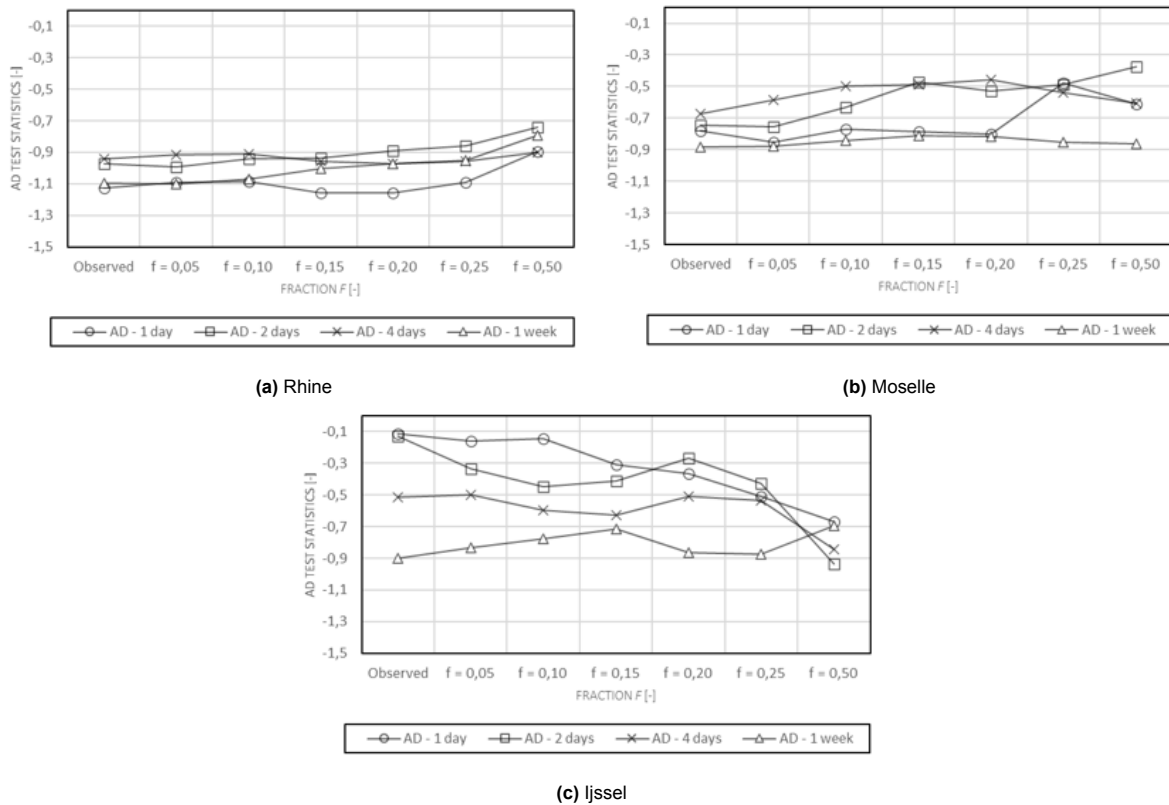 -0,1
-0,3
-0,5
-0,7
-0,9
-1,1
-1,3
-1,5
AD TEST STATISTICS [-]
Observed f = 0,05 f = 0,10 f = 0,15 f = 0,20 f = 0,25 f = 0,50
FRACTION F [-]
AD - 1 day AD - 2 days AD - 4 days AD - 1 week
(a) Rhine
-0,1
-0,3
-0,5
-0,7
-0,9
-1,1
-1,3
-1,5
AD TEST STATISTICS [-]
Observed f = 0,05 f = 0,10 f = 0,15 f = 0,20 f = 0,25 f = 0,50
FRACTION F [-]
AD - 1 day AD - 2 days AD - 4 days AD - 1 week
(b) Moselle
-0,1
-0,3
-0,5
-0,7
-0,9
-1,1
-1,3
-1,5
AD TEST STATISTICS [-]
Observed f = 0,05 f = 0,10 f = 0,15 f = 0,20 f = 0,25 f = 0,50
FRACTION F [-]
AD - 1 day AD - 2 days AD - 4 days AD - 1 week
(c) Ijssel